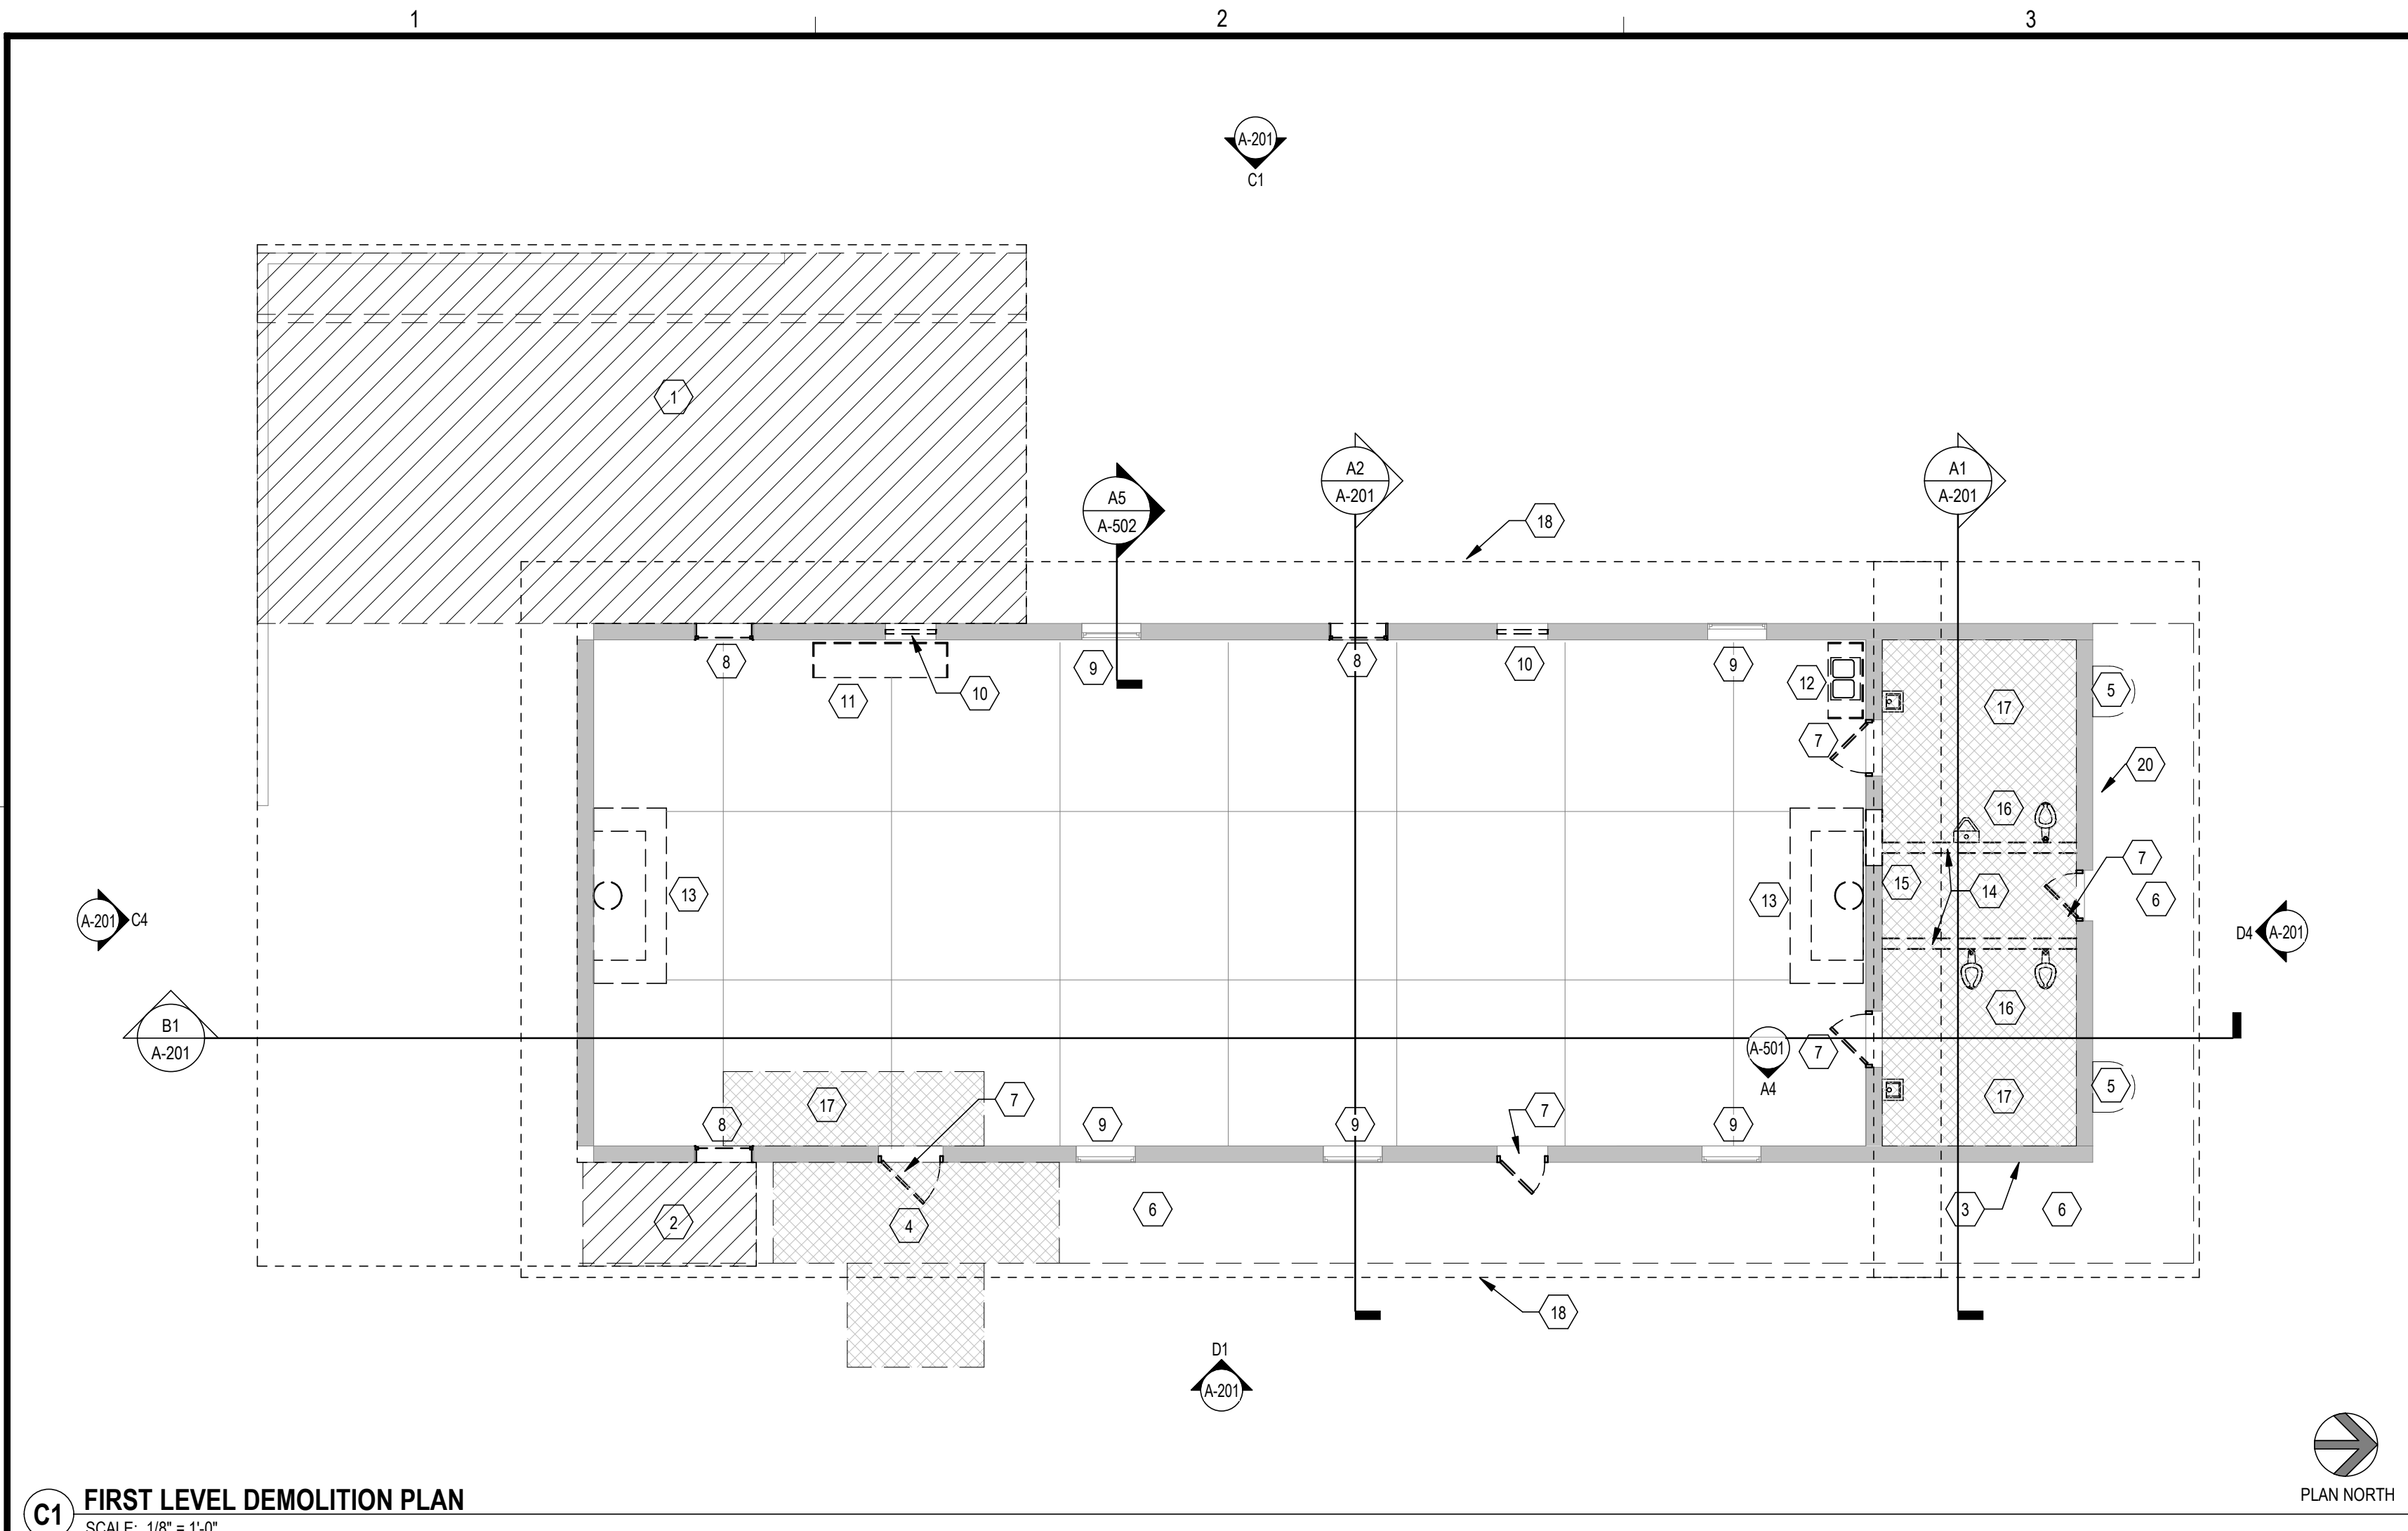 1
2
3
A-201
C1
1
A5
A-502
A2
A-201
A1
A-201
18
8
11
10
9
8
10
9
12
7
17
5
20
16
7
6
A-201
C4
13
13
15
14
D4
A-201
B1
A-201
16
A-501
A4
7
17
5
17
8
7
9
9
7
9
2
4
6
3
6
18
D1
A-201
PLAN NORTH
C1
FIRST LEVEL DEMOLITION PLAN
SCALE: 1/8" = 1'-0"